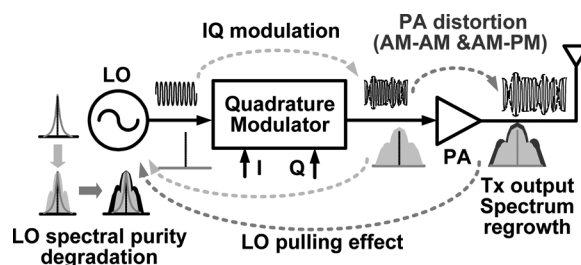 PA distortion
(AM-AM &AM-PM)
IQ modulation
LO
Quadrature
Modulator
I
Q
PA
Tx output
Spectrum
regrowth
LO spectral purity
degradation
LO pulling effect